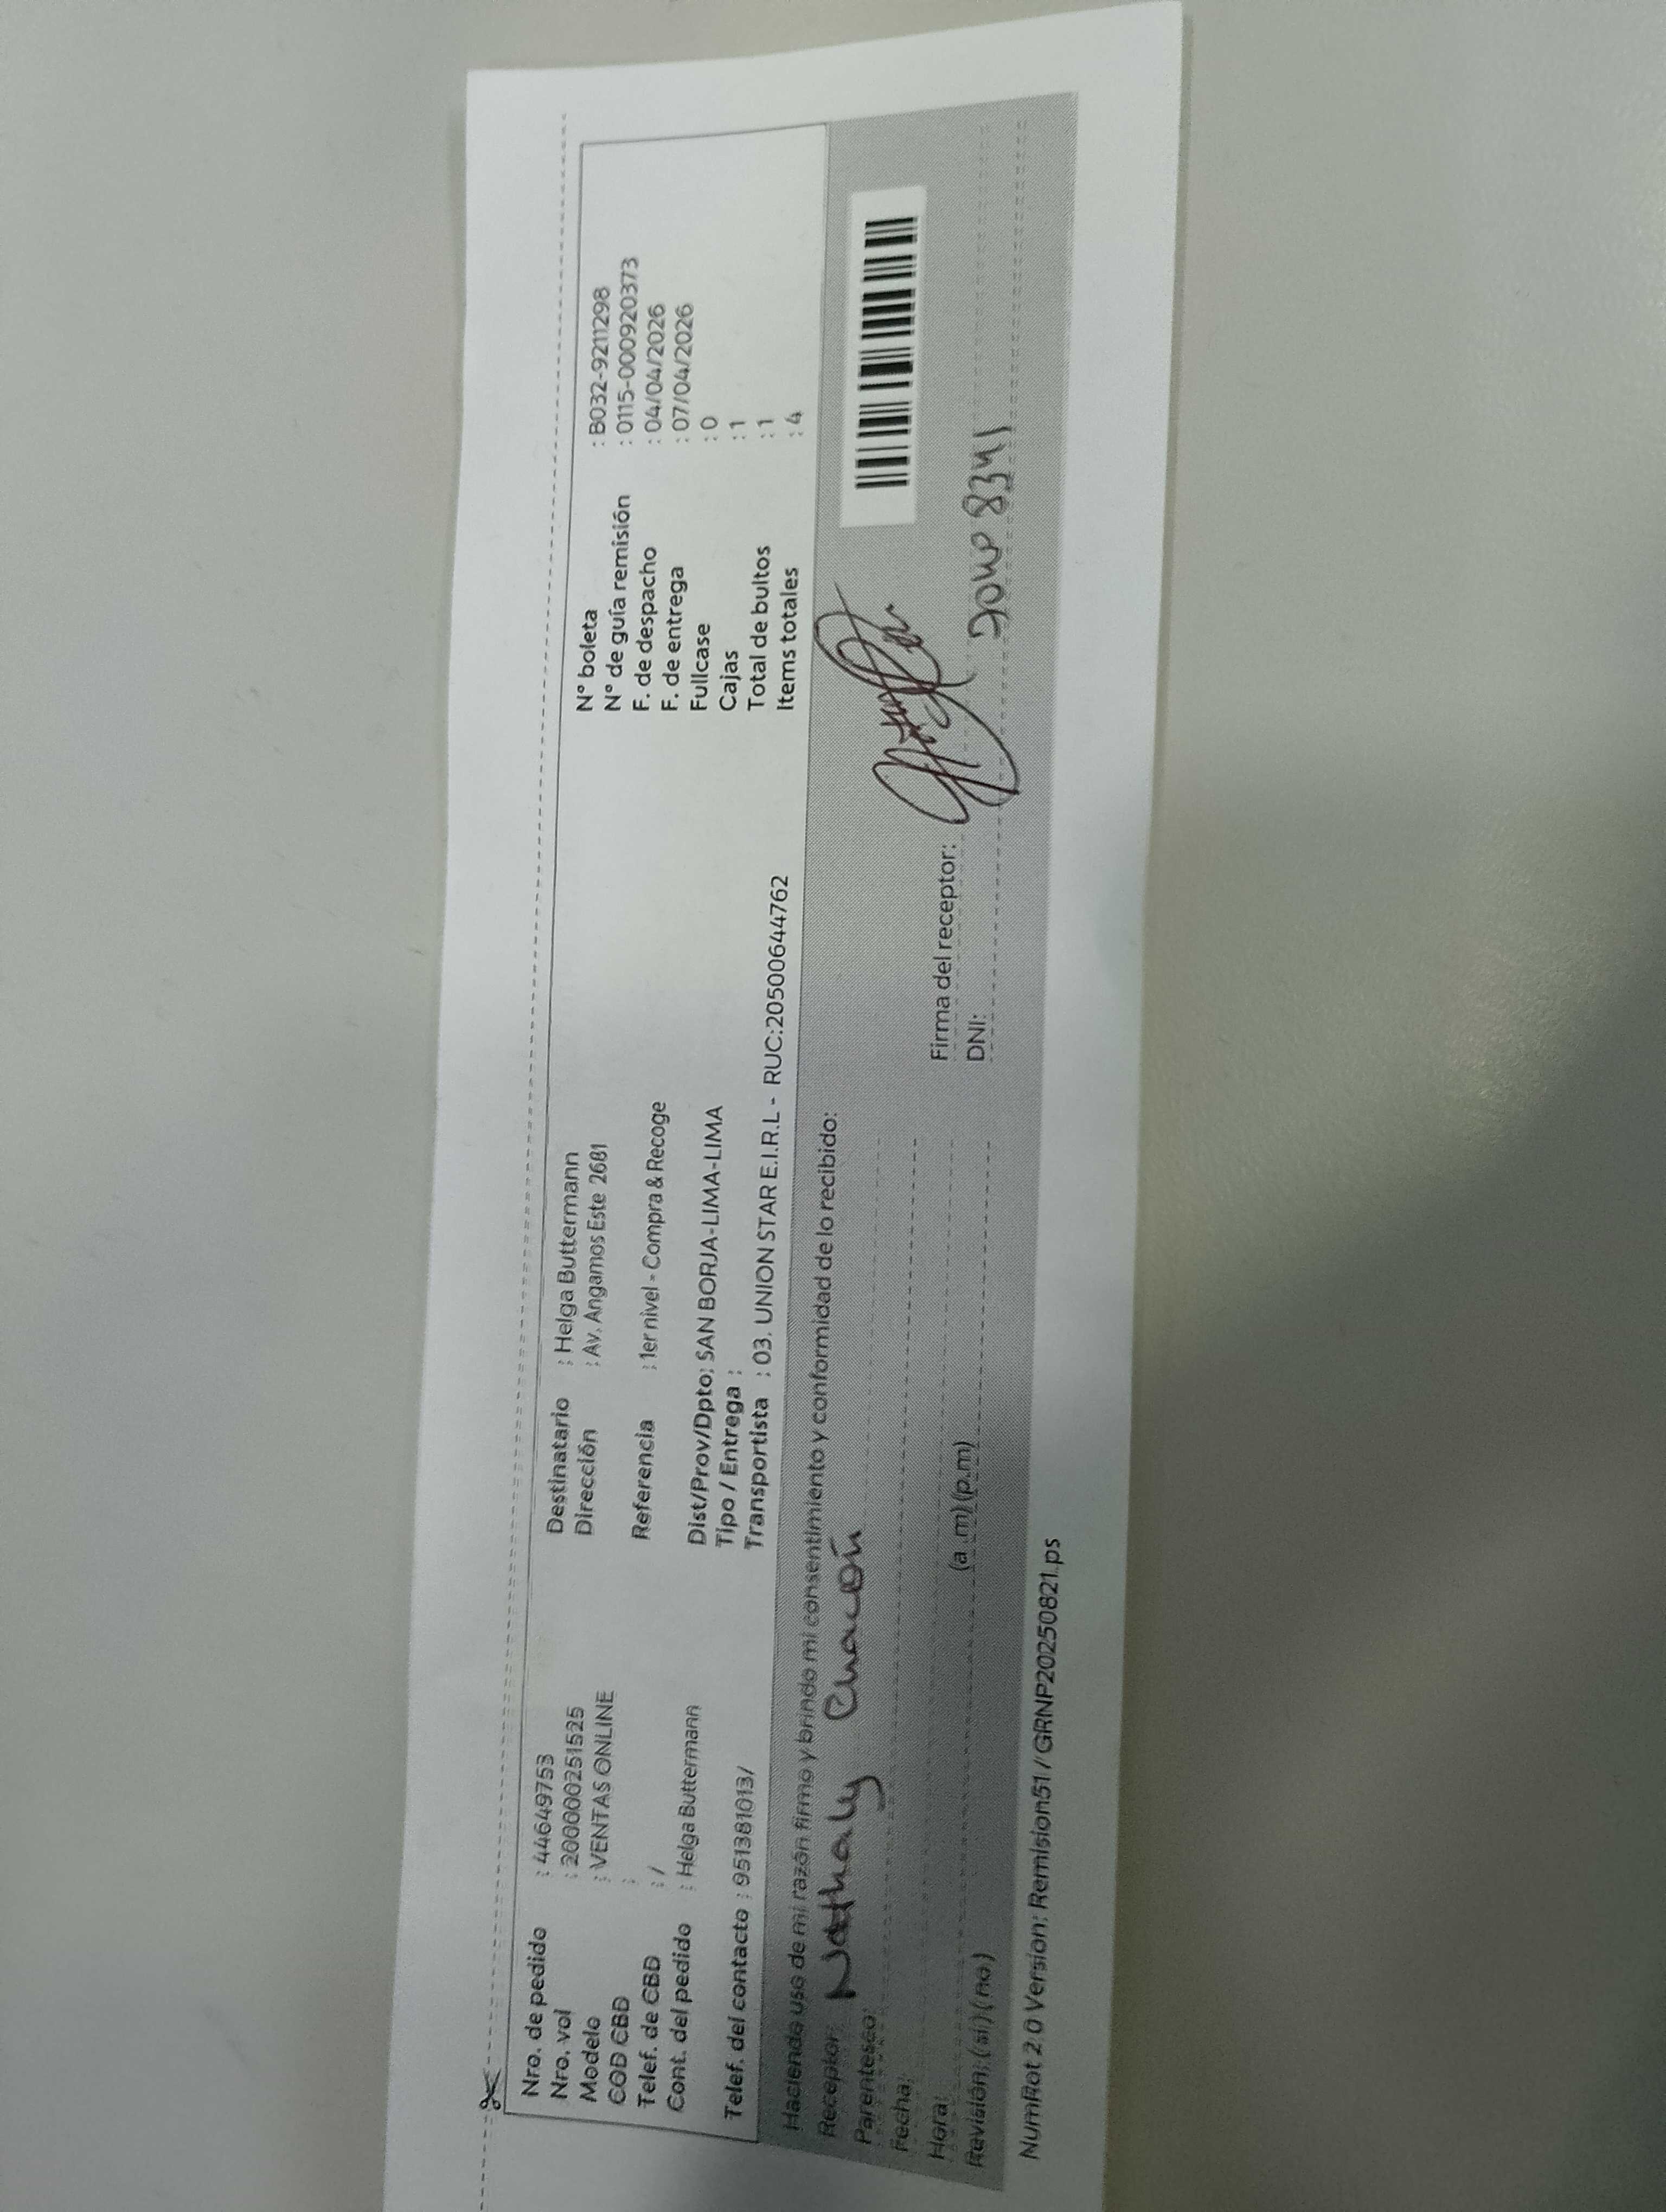 Nro. de pedido : 44649753
Nro. vol : 2000000251525
Modelo : VENTAS ONLINE
COD CBD :
Telef. de CBD : /
Cont. del pedido : Helga Buttermann
Telef. del contacto : 951381013/
Destinatario : Helga Buttermann
Dirección : Av. Angamos Este 2681
Referencia : 1er nivel - Compra & Recoge
Dist/Prov/Dpto: SAN BORJA-LIMA-LIMA
Tipo / Entrega :
Transportista : 03. UNION STAR E.I.R.L - RUC:20500644762
N° boleta : B032-9211298
N° de guía remisión : 0115-000920373
F. de despacho : 04/04/2026
F. de entrega : 07/04/2026
Fullcase : 0
Cajas : 1
Total de bultos : 1
Items totales : 4
Haciendo uso de mi razón firmo y brindo mi consentimiento y conformidad de lo recibido:
Receptor: Nathaly Chacón
Parentesco:
Fecha:
Hora: (a .m) (p.m)
Revisión: ( si ) ( no )
Firma del receptor:
DNI:
NumRot 2.0 Version: Remision51 / GRNP20250821.ps